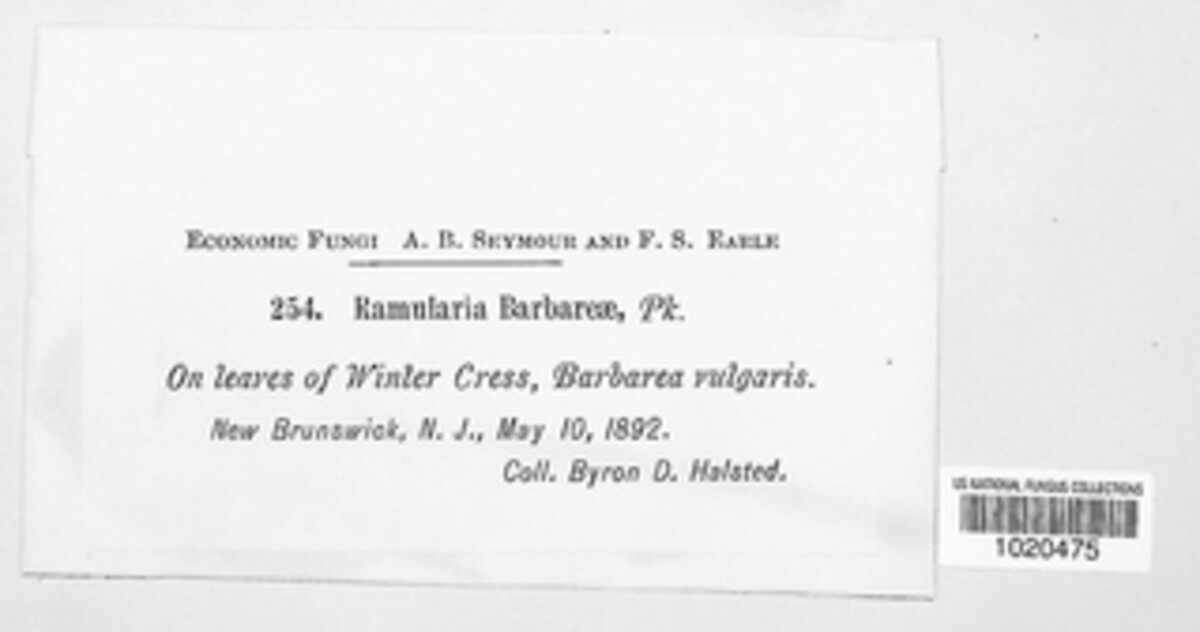 ECONOMIC FUNGI A. B. SEYMOUR AND F. S. EARLE
254. Ramularia Barbareæ, Pk.
On leaves of Winter Cress, Barbarea vulgaris.
New Brunswick, N. J., May 10, 1892.
Coll. Byron D. Halsted.
US NATIONAL FUNGUS COLLECTIONS
1020475